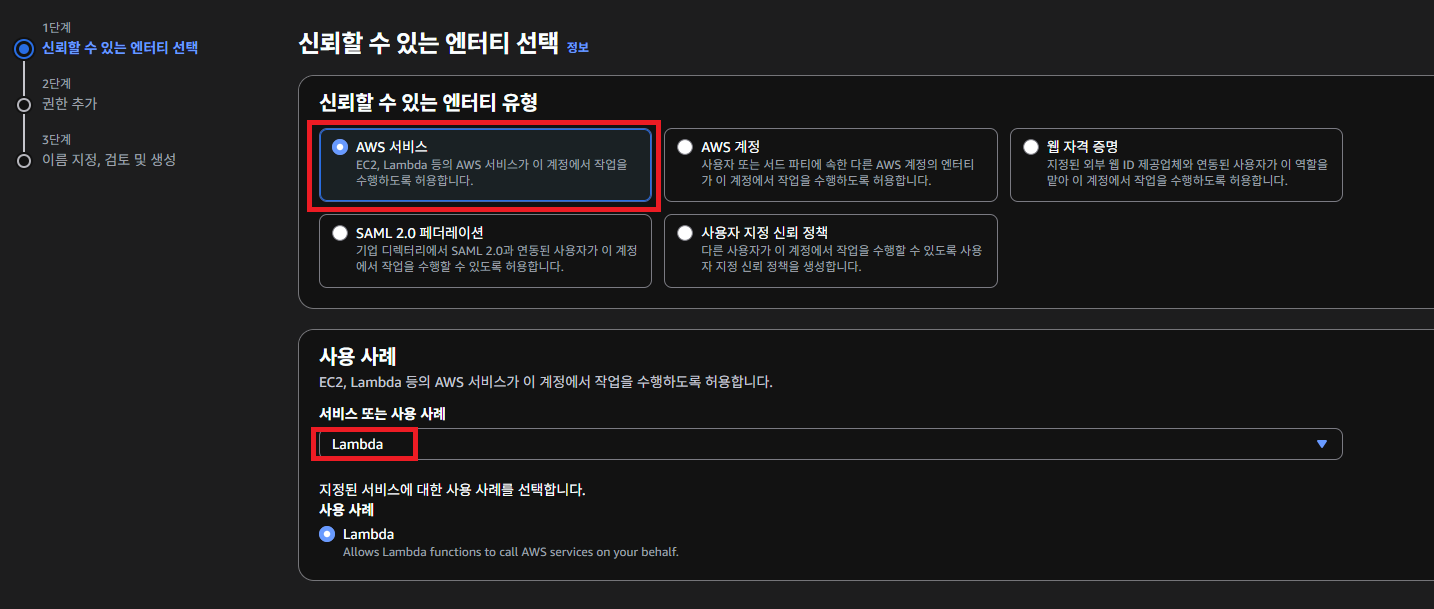 1단계
신뢰할 수 있는 엔터티 선택
2단계
권한 추가
3단계
이름 지정, 검토 및 생성
신뢰할 수 있는 엔터티 선택 정보
신뢰할 수 있는 엔터티 유형
AWS 서비스
EC2, Lambda 등의 AWS 서비스가 이 계정에서 작업을
수행하도록 허용합니다.
AWS 계정
사용자 또는 서드 파티에 속한 다른 AWS 계정의 엔터티
가 이 계정에서 작업을 수행하도록 허용합니다.
웹 자격 증명
지정된 외부 웹 ID 제공업체와 연동된 사용자가 이 역할을
맡아 이 계정에서 작업을 수행하도록 허용합니다.
SAML 2.0 페더레이션
기업 디렉터리에서 SAML 2.0과 연동된 사용자가 이 계정
에서 작업을 수행할 수 있도록 허용합니다.
사용자 지정 신뢰 정책
다른 사용자가 이 계정에서 작업을 수행할 수 있도록 사용
자 지정 신뢰 정책을 생성합니다.
사용 사례
EC2, Lambda 등의 AWS 서비스가 이 계정에서 작업을 수행하도록 허용합니다.
서비스 또는 사용 사례
Lambda
지정된 서비스에 대한 사용 사례를 선택합니다.
사용 사례
Lambda
Allows Lambda functions to call AWS services on your behalf.